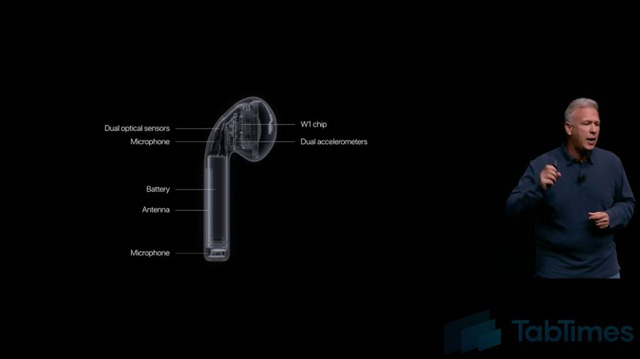 Dual optical sensors
Microphone
Battery
Antenna
Microphone
W1 chip
Dual accelerometers
TabTimes